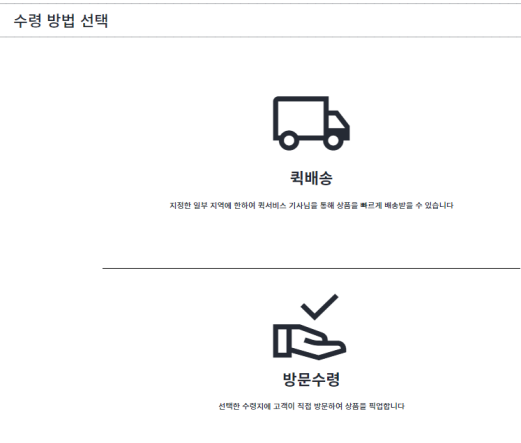 수령 방법 선택
퀵배송
지정한 일부 지역에 한하여 퀵서비스 기사님을 통해 상품을 빠르게 배송받을 수 있습니다
방문수령
선택한 수령지에 고객이 직접 방문하여 상품을 픽업합니다